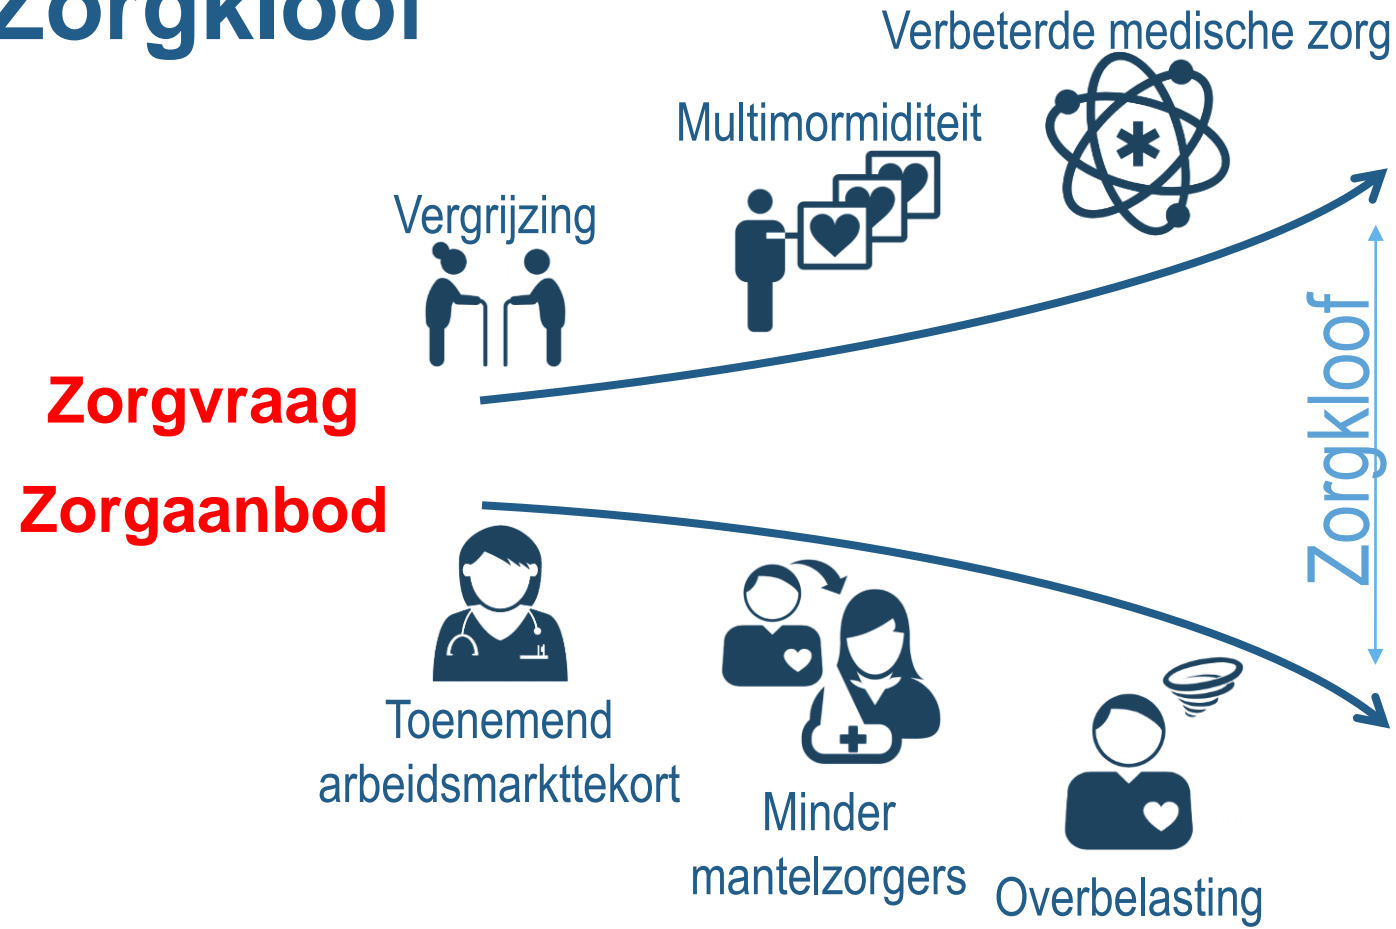 Zorgkloof
Verbeterde medische zorg
Multimormiditeit
Vergrijzing
Zorgvraag
Zorgaanbod
Zorgkloof
Toenemend
arbeidsmarkttekort
Minder
mantelzorgers
Overbelasting